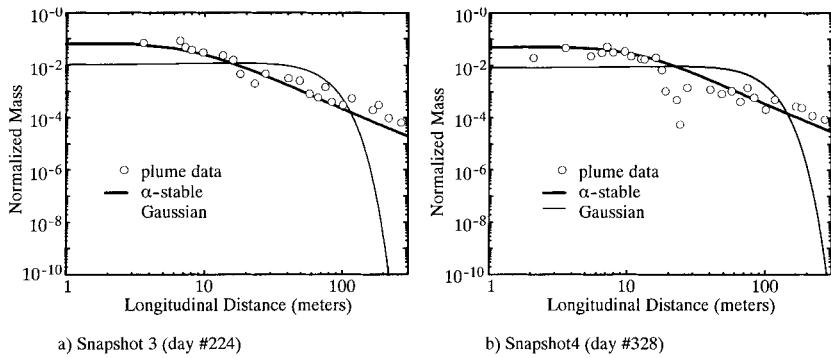 10^-0
10^-2
10^-4
10^-6
10^-8
10^-10
Normalized Mass
plume data
α-stable
Gaussian
1 10 100
Longitudinal Distance (meters)
a) Snapshot 3 (day #224)
10^-0
10^-2
10^-4
10^-6
10^-8
10^-10
Normalized Mass
plume data
α-stable
Gaussian
1 10 100
Longitudinal Distance (meters)
b) Snapshot4 (day #328)